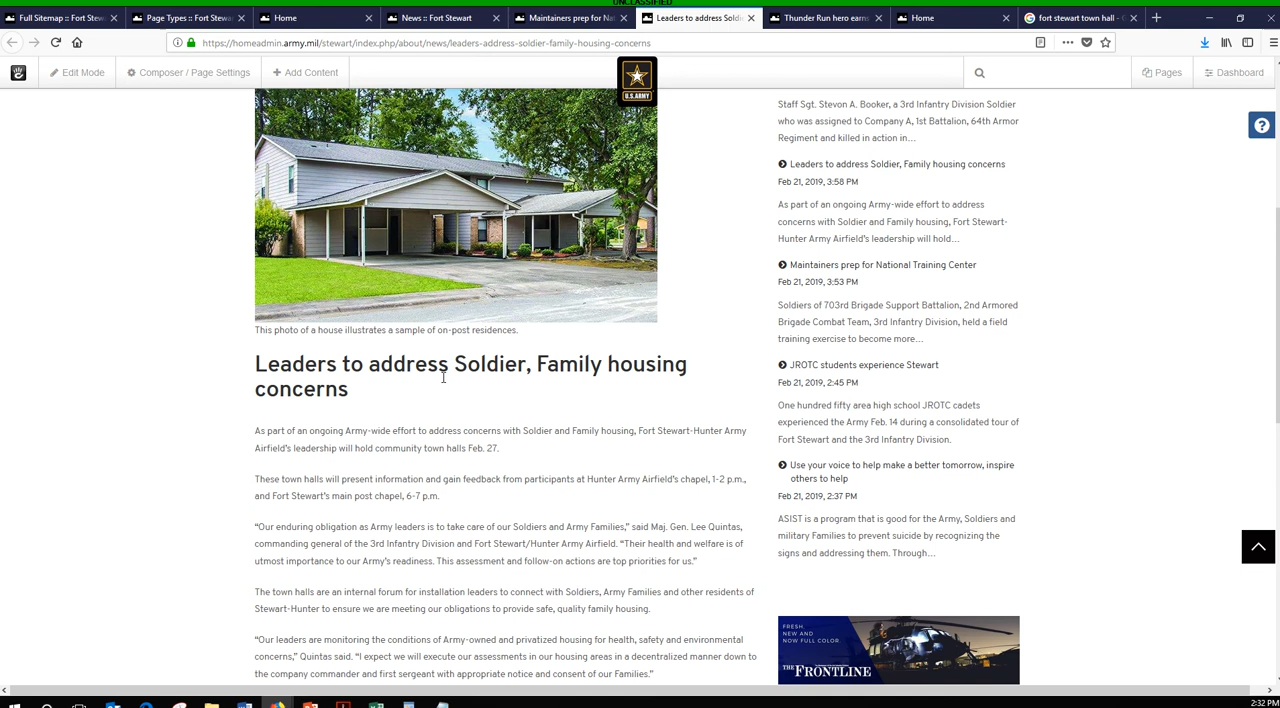 UNCLASSIFIED
Full Sitemap :: Fort Stew
Page Types :: Fort Stewa
Home
News :: Fort Stewart
Maintainers prep for Nat
Leaders to address Soldie
Thunder Run hero earns
Home
fort stewart town hall - G
https://homeadmin.army.mil/stewart/index.php/about/news/leaders-address-soldier-family-housing-concerns
Edit Mode
Composer / Page Settings
Add Content
U.S.ARMY
Pages
Dashboard
This photo of a house illustrates a sample of on-post residences.
Leaders to address Soldier, Family housing
concerns
As part of an ongoing Army-wide effort to address concerns with Soldier and Family housing, Fort Stewart-Hunter Army
Airfield's leadership will hold community town halls Feb. 27.
These town halls will present information and gain feedback from participants at Hunter Army Airfield's chapel, 1-2 p.m.,
and Fort Stewart's main post chapel, 6-7 p.m.
“Our enduring obligation as Army leaders is to take care of our Soldiers and Army Families,” said Maj. Gen. Lee Quintas,
commanding general of the 3rd Infantry Division and Fort Stewart/Hunter Army Airfield. “Their health and welfare is of
utmost importance to our Army's readiness. This assessment and follow-on actions are top priorities for us.”
The town halls are an internal forum for installation leaders to connect with Soldiers, Army Families and other residents of
Stewart-Hunter to ensure we are meeting our obligations to provide safe, quality family housing.
“Our leaders are monitoring the conditions of Army-owned and privatized housing for health, safety and environmental
concerns,” Quintas said. “I expect we will execute our assessments in our housing areas in a decentralized manner down to
the company commander and first sergeant with appropriate notice and consent of our Families.”
Staff Sgt. Stevon A. Booker, a 3rd Infantry Division Soldier
who was assigned to Company A, 1st Battalion, 64th Armor
Regiment and killed in action in…
Leaders to address Soldier, Family housing concerns
Feb 21, 2019, 3:58 PM
As part of an ongoing Army-wide effort to address
concerns with Soldier and Family housing, Fort Stewart-
Hunter Army Airfield's leadership will hold…
Maintainers prep for National Training Center
Feb 21, 2019, 3:53 PM
Soldiers of 703rd Brigade Support Battalion, 2nd Armored
Brigade Combat Team, 3rd Infantry Division, held a field
training exercise to become more…
JROTC students experience Stewart
Feb 21, 2019, 2:45 PM
One hundred fifty area high school JROTC cadets
experienced the Army Feb. 14 during a consolidated tour of
Fort Stewart and the 3rd Infantry Division.
Use your voice to help make a better tomorrow, inspire
others to help
Feb 21, 2019, 2:37 PM
ASIST is a program that is good for the Army, Soldiers and
military Families to prevent suicide by recognizing the
signs and addressing them. Through…
FRESH,
NEW AND
NOW FULL COLOR
THE FRONTLINE
2:32 PM